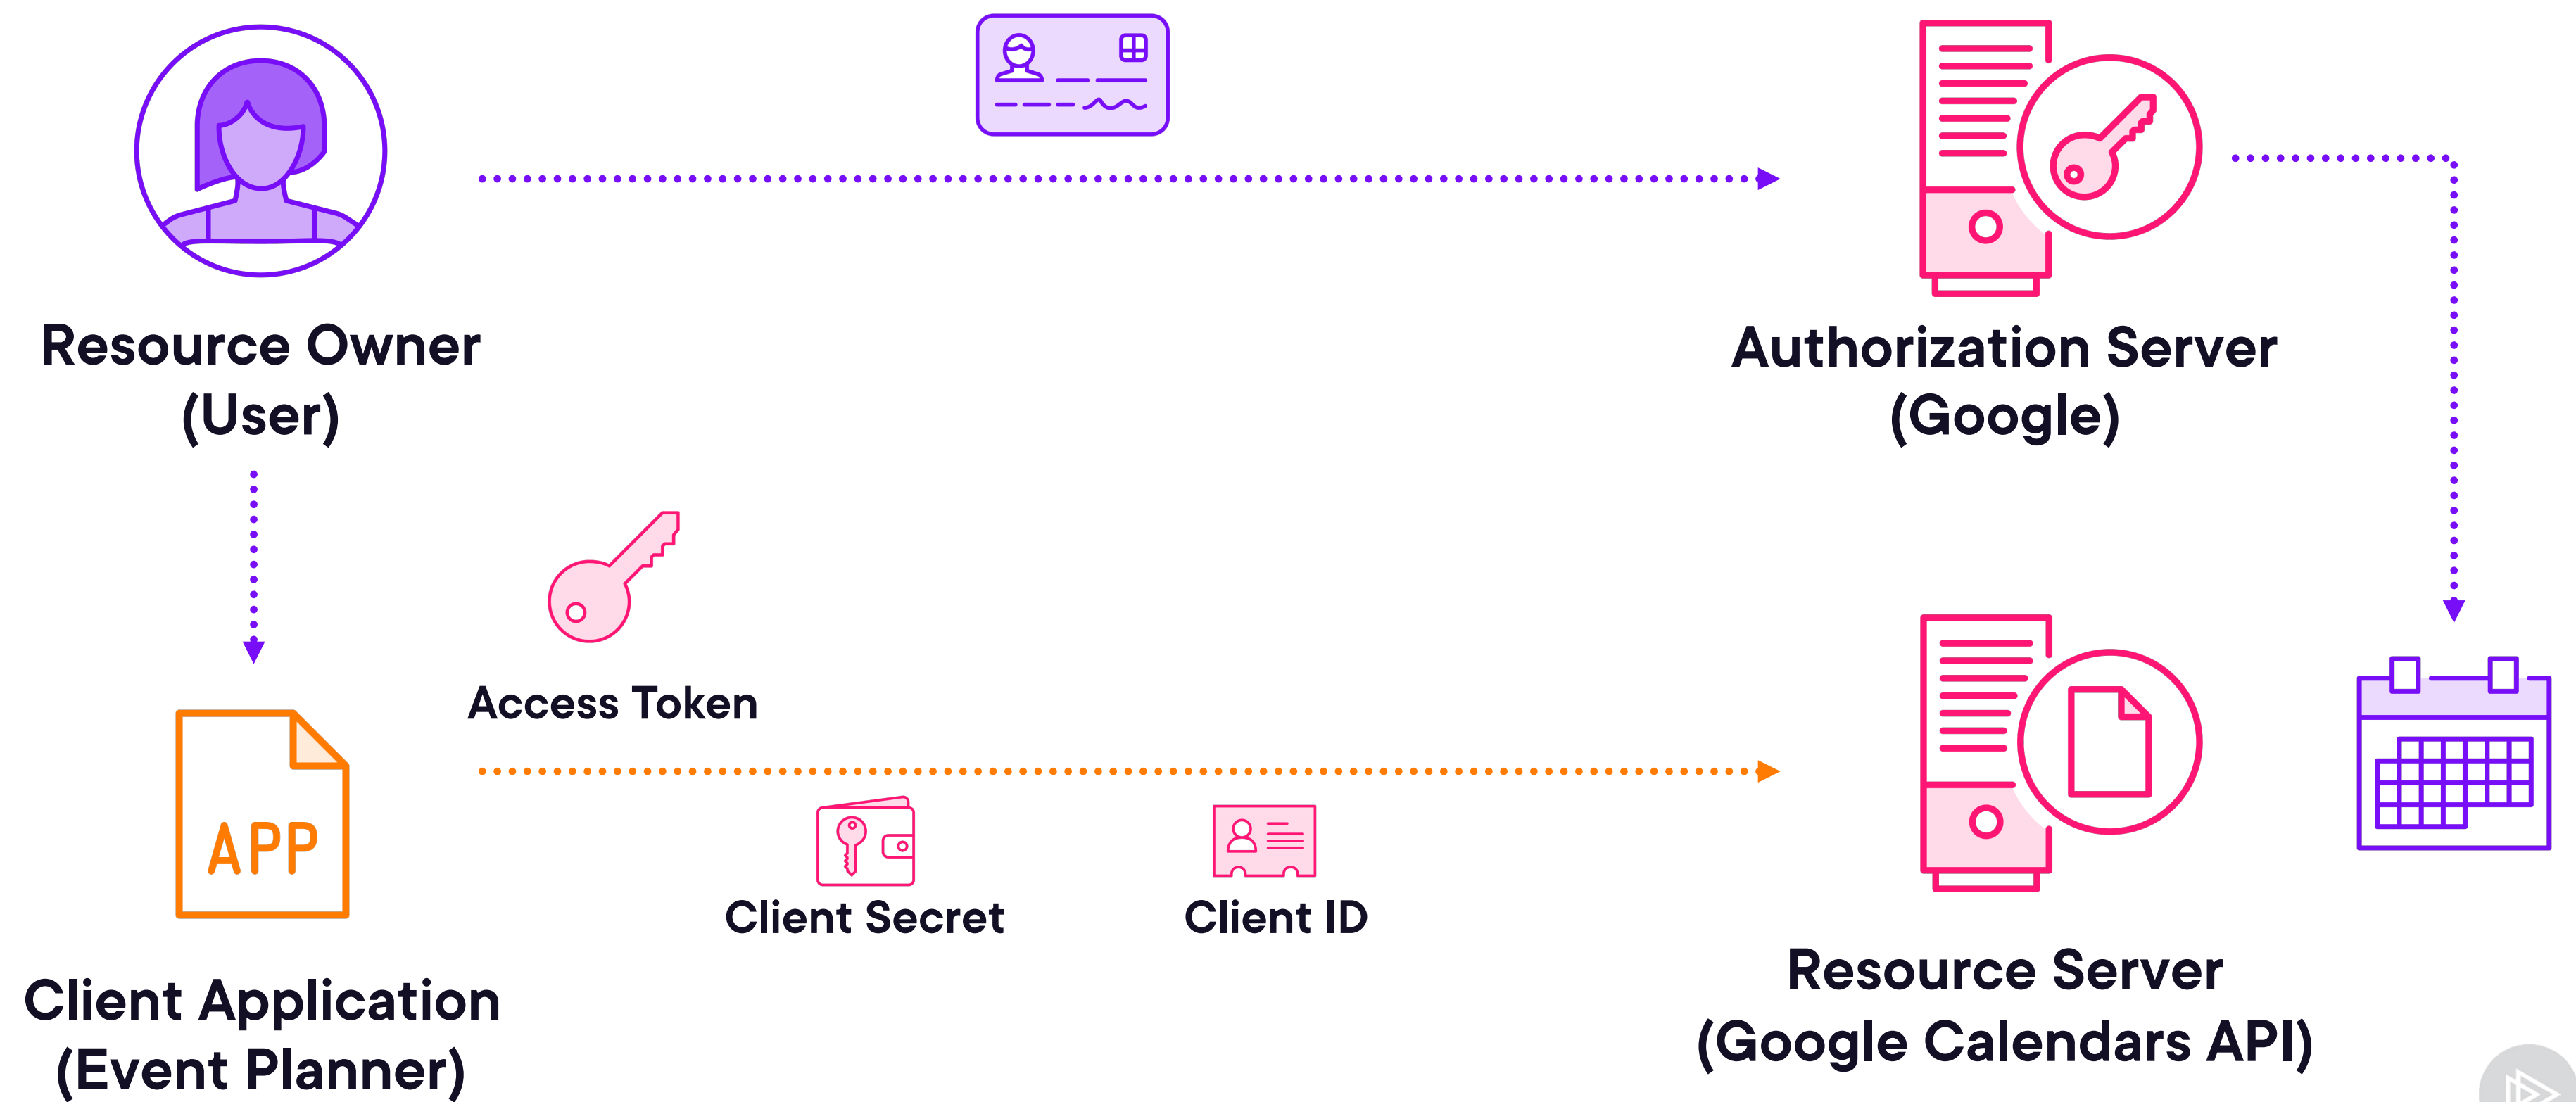 Resource Owner
(User)
Authorization Server
(Google)
Access Token
APP
Client Secret
Client ID
Client Application
(Event Planner)
Resource Server
(Google Calendars API)